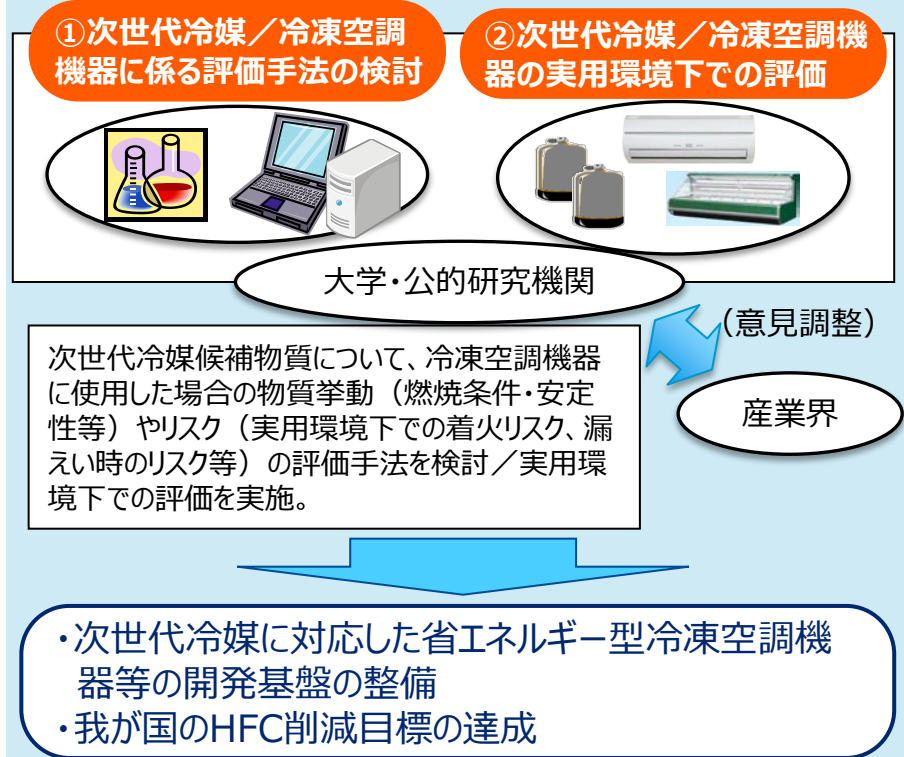 ①次世代冷媒／冷凍空調
機器に係る評価手法の検討
②次世代冷媒／冷凍空調機
器の実用環境下での評価
大学・公的研究機関
（意見調整）
産業界
次世代冷媒候補物質について、冷凍空調機器
に使用した場合の物質挙動（燃焼条件・安定
性等）やリスク（実用環境下での着火リスク、漏
えい時のリスク等）の評価手法を検討／実用環
境下での評価を実施。
・次世代冷媒に対応した省エネルギー型冷凍空調機
器等の開発基盤の整備
・我が国のHFC削減目標の達成